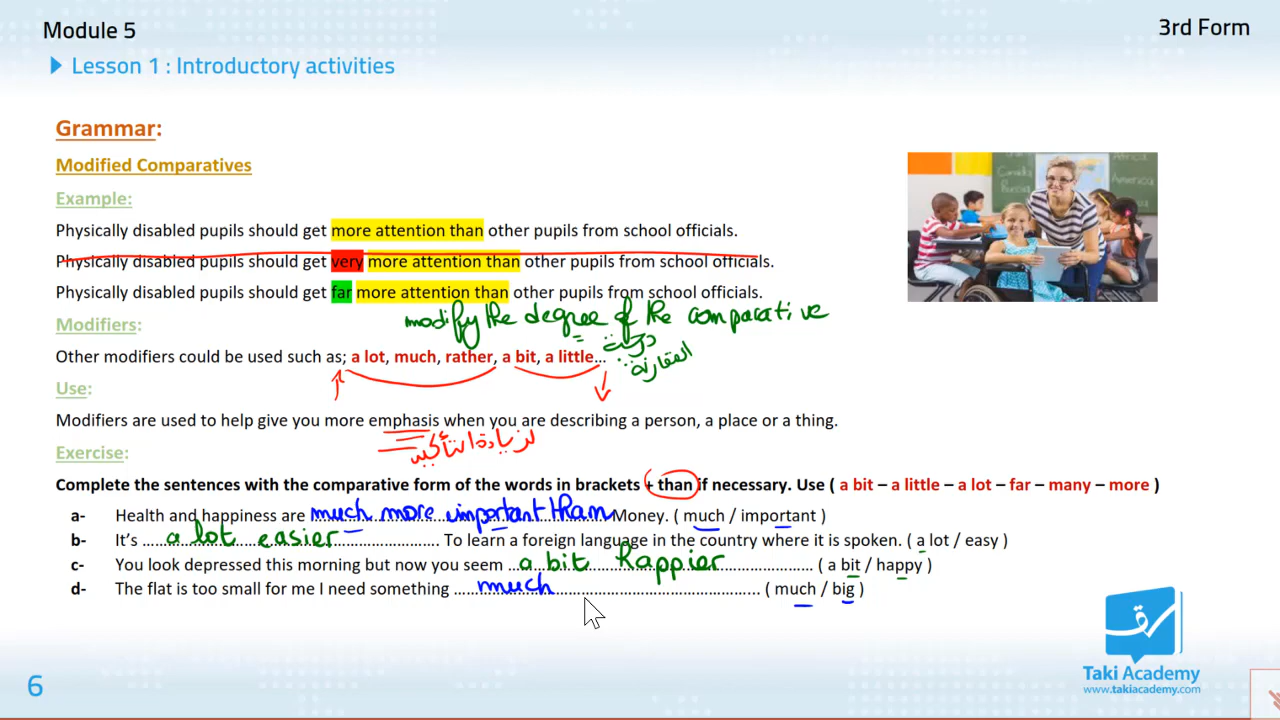 Module 5
3rd Form
Lesson 1 : Introductory activities
Grammar:
Modified Comparatives
Example:
Physically disabled pupils should get more attention than other pupils from school officials.
Physically disabled pupils should get very more attention than other pupils from school officials.
Physically disabled pupils should get far more attention than other pupils from school officials.
modify the degree of the comparative
Modifiers:
درجة
Other modifiers could be used such as; a lot, much, rather, a bit, a little...
المقارنة
Use:
Modifiers are used to help give you more emphasis when you are describing a person, a place or a thing.
لزيادة التأكيد
Exercise:
Complete the sentences with the comparative form of the words in brackets + than if necessary. Use ( a bit – a little – a lot – far – many – more )
a- Health and happiness are much more important than Money. ( much / important )
b- It's a lot easier To learn a foreign language in the country where it is spoken. ( a lot / easy )
c- You look depressed this morning but now you seem a bit happier ( a bit / happy )
d- The flat is too small for me I need something much ( much / big )
Taki Academy
www.takiacademy.com
6